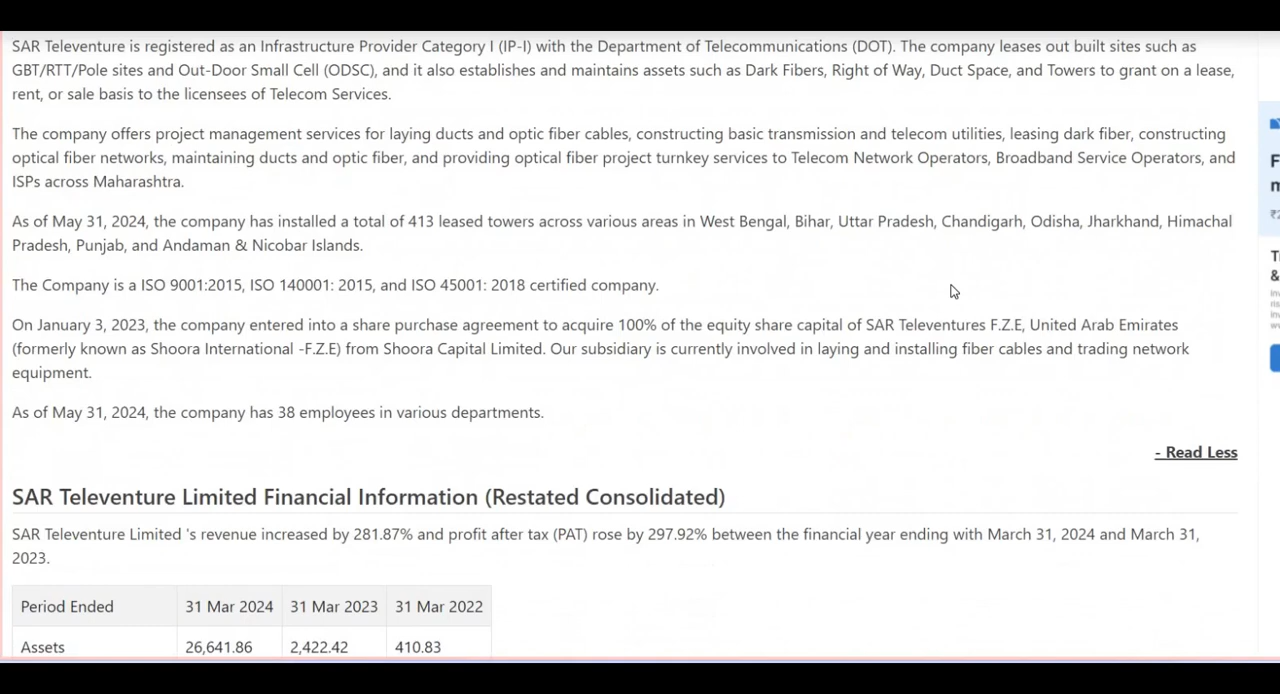 SAR Televenture is registered as an Infrastructure Provider Category I (IP-I) with the Department of Telecommunications (DOT). The company leases out built sites such as
GBT/RTT/Pole sites and Out-Door Small Cell (ODSC), and it also establishes and maintains assets such as Dark Fibers, Right of Way, Duct Space, and Towers to grant on a lease,
rent, or sale basis to the licensees of Telecom Services.
The company offers project management services for laying ducts and optic fiber cables, constructing basic transmission and telecom utilities, leasing dark fiber, constructing
optical fiber networks, maintaining ducts and optic fiber, and providing optical fiber project turnkey services to Telecom Network Operators, Broadband Service Operators, and
ISPs across Maharashtra.
As of May 31, 2024, the company has installed a total of 413 leased towers across various areas in West Bengal, Bihar, Uttar Pradesh, Chandigarh, Odisha, Jharkhand, Himachal
Pradesh, Punjab, and Andaman & Nicobar Islands.
The Company is a ISO 9001:2015, ISO 140001: 2015, and ISO 45001: 2018 certified company.
On January 3, 2023, the company entered into a share purchase agreement to acquire 100% of the equity share capital of SAR Televentures F.Z.E, United Arab Emirates
(formerly known as Shoora International -F.Z.E) from Shoora Capital Limited. Our subsidiary is currently involved in laying and installing fiber cables and trading network
equipment.
As of May 31, 2024, the company has 38 employees in various departments.
- Read Less
SAR Televenture Limited Financial Information (Restated Consolidated)
SAR Televenture Limited 's revenue increased by 281.87% and profit after tax (PAT) rose by 297.92% between the financial year ending with March 31, 2024 and March 31,
2023.
Period Ended 31 Mar 2024 31 Mar 2023 31 Mar 2022
Assets 26,641.86 2,422.42 410.83